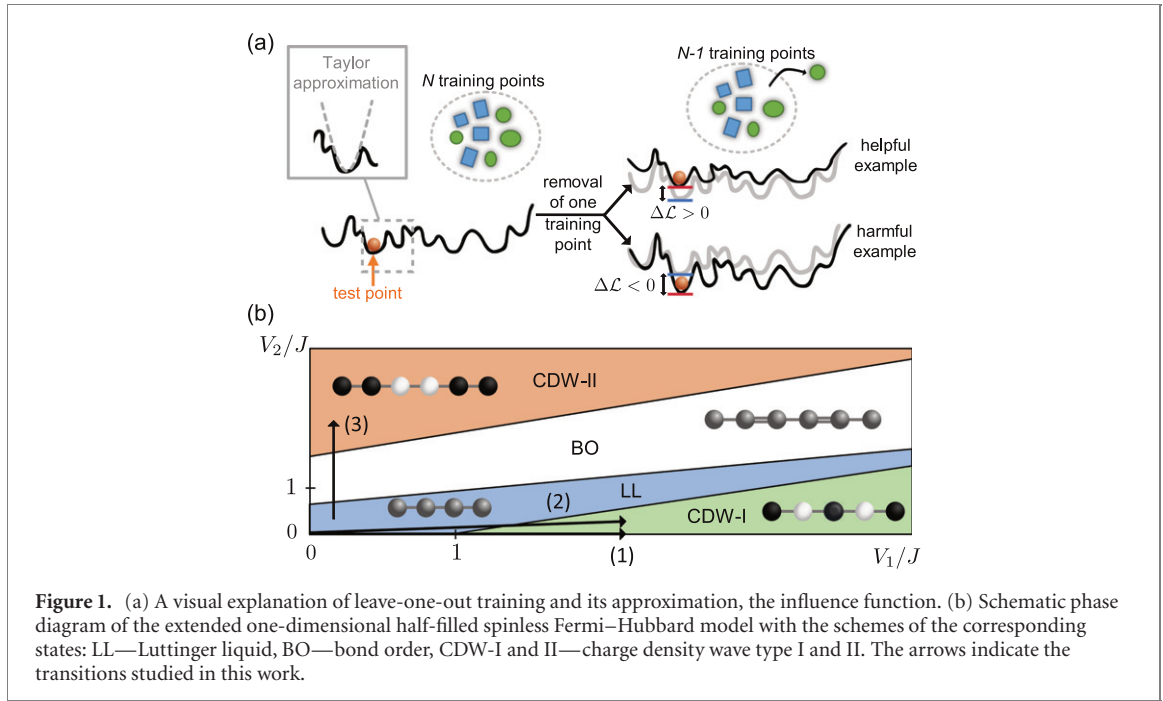 (a)
Taylor
approximation
N training points
N-1 training points
helpful
example
removal
of one
training
point
Δℒ > 0
harmful
example
Δℒ < 0
test point
(b)
V₂/J
CDW-II
(3)
BO
1
(2)
LL
CDW-I
0
0
1
(1)
V₁/J
Figure 1. (a) A visual explanation of leave-one-out training and its approximation, the influence function. (b) Schematic phase
diagram of the extended one-dimensional half-filled spinless Fermi–Hubbard model with the schemes of the corresponding
states: LL—Luttinger liquid, BO—bond order, CDW-I and II—charge density wave type I and II. The arrows indicate the
transitions studied in this work.